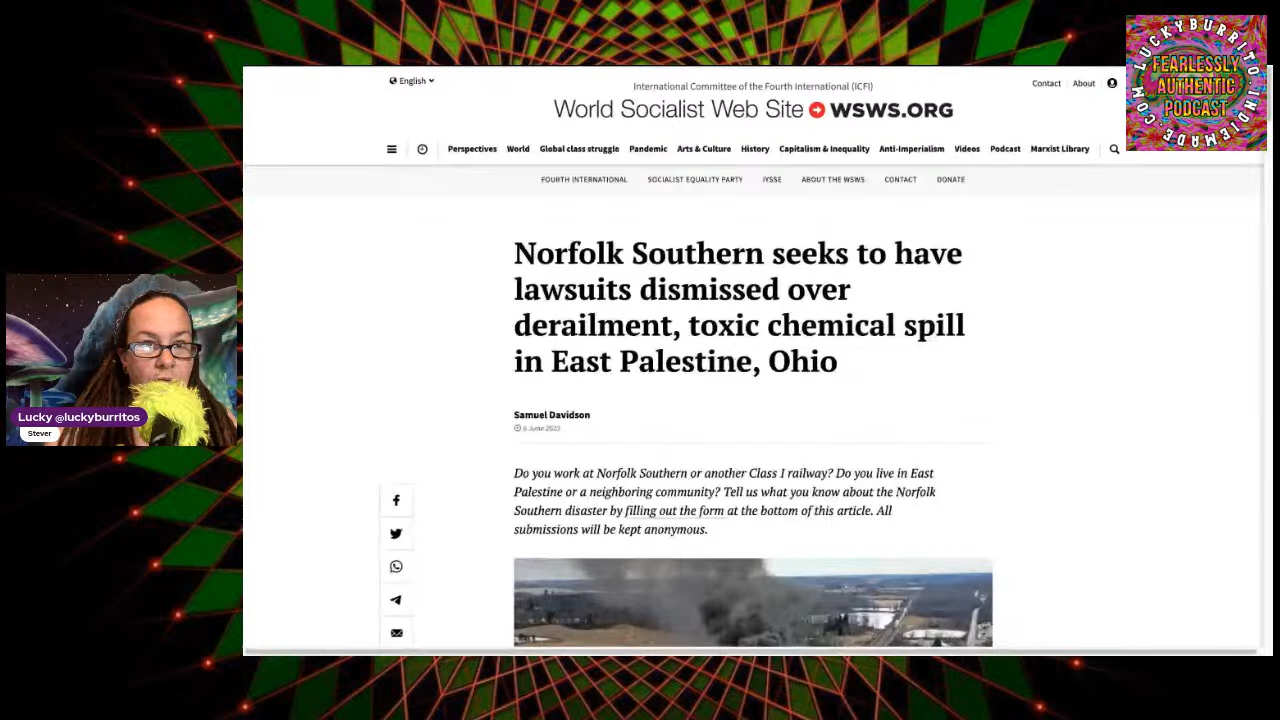 English
International Committee of the Fourth International (ICFI)
World Socialist Web Site WSWS.ORG
Contact About
Perspectives World Global class struggle Pandemic Arts & Culture History Capitalism & Inequality Anti-Imperialism Videos Podcast Marxist Library
FOURTH INTERNATIONAL SOCIALIST EQUALITY PARTY IYSSE ABOUT THE WSWS CONTACT DONATE
LUCKYBURRITO.INDIEMADE.COM
FEARLESSLY
AUTHENTIC
PODCAST
Norfolk Southern seeks to have
lawsuits dismissed over
derailment, toxic chemical spill
in East Palestine, Ohio
Samuel Davidson
6 June 2023
Do you work at Norfolk Southern or another Class I railway? Do you live in East
Palestine or a neighboring community? Tell us what you know about the Norfolk
Southern disaster by filling out the form at the bottom of this article. All
submissions will be kept anonymous.
Lucky @luckyburritos
Stever